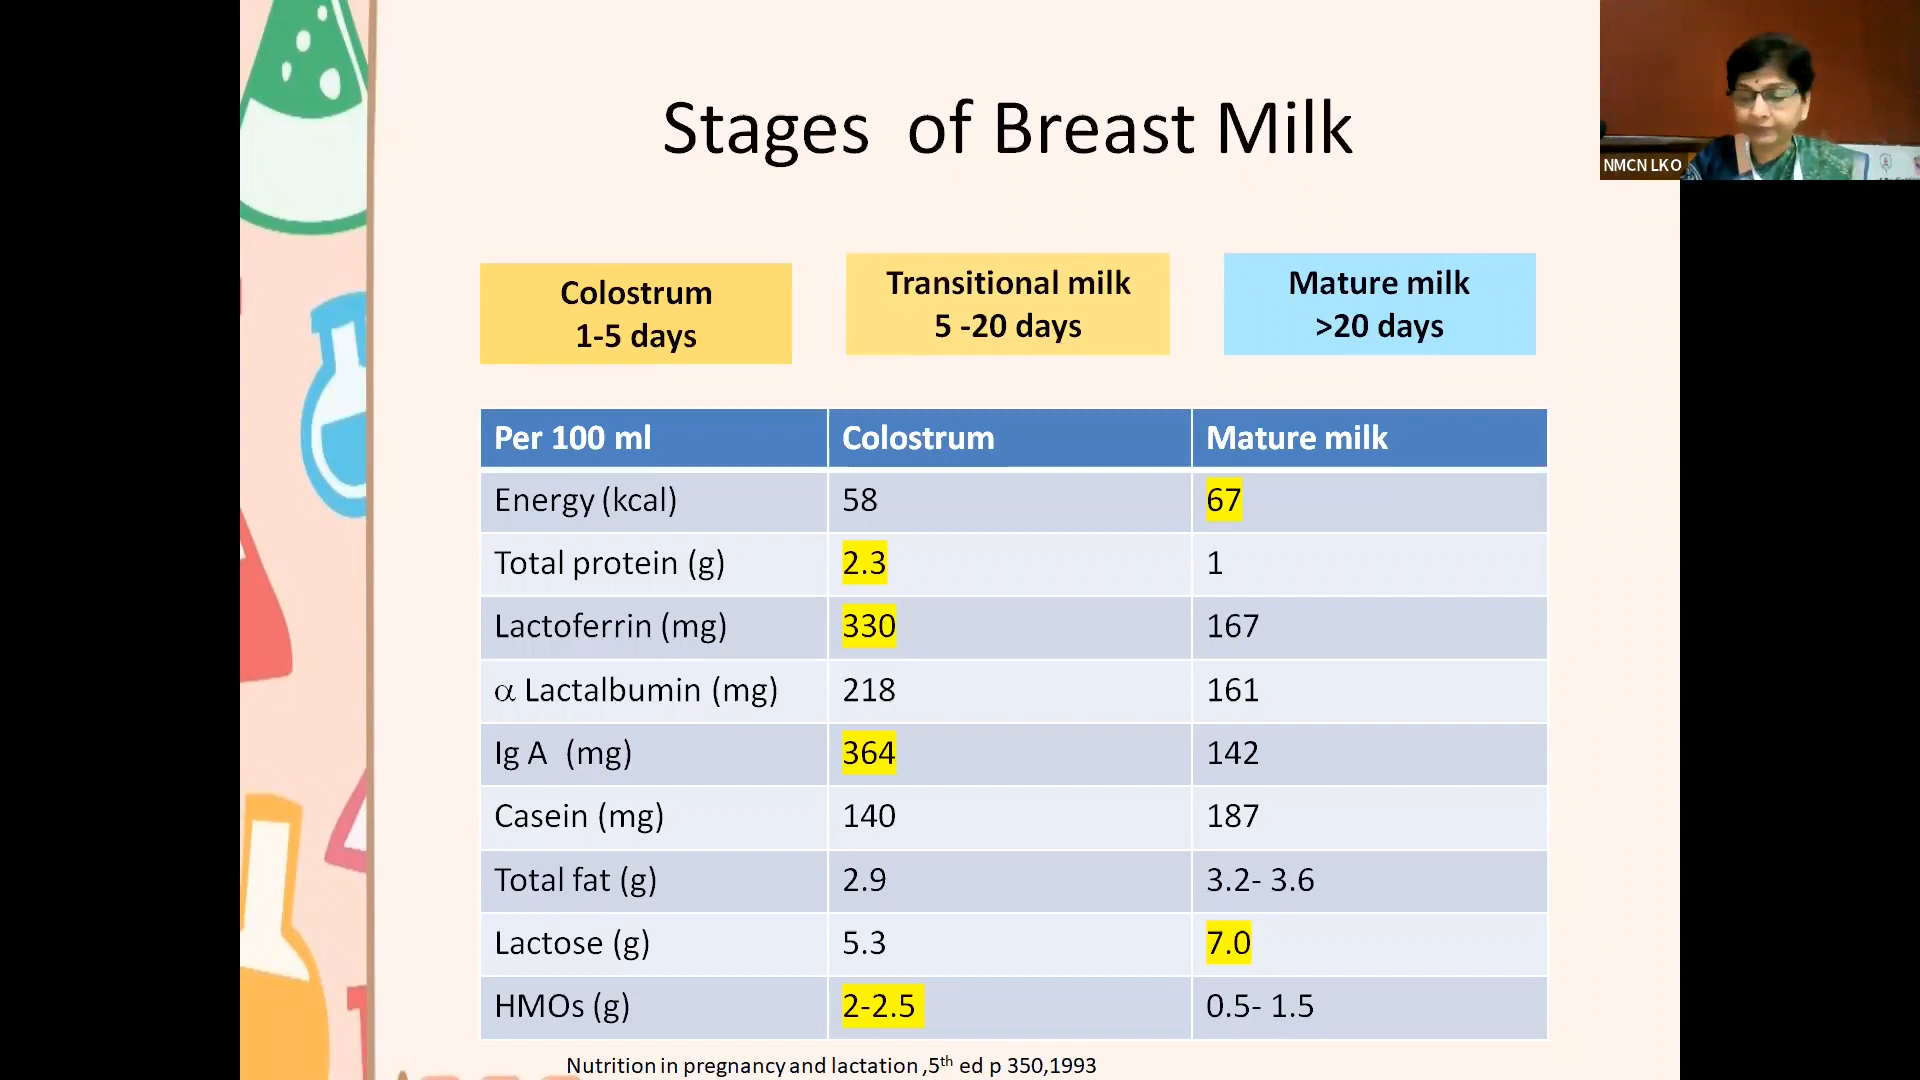 Stages of Breast Milk
NMCN LKO
Colostrum
1-5 days
Transitional milk
5 -20 days
Mature milk
>20 days
Per 100 ml Colostrum Mature milk
Energy (kcal) 58 67
Total protein (g) 2.3 1
Lactoferrin (mg) 330 167
α Lactalbumin (mg) 218 161
Ig A (mg) 364 142
Casein (mg) 140 187
Total fat (g) 2.9 3.2- 3.6
Lactose (g) 5.3 7.0
HMOs (g) 2-2.5 0.5- 1.5
Nutrition in pregnancy and lactation ,5th ed p 350,1993